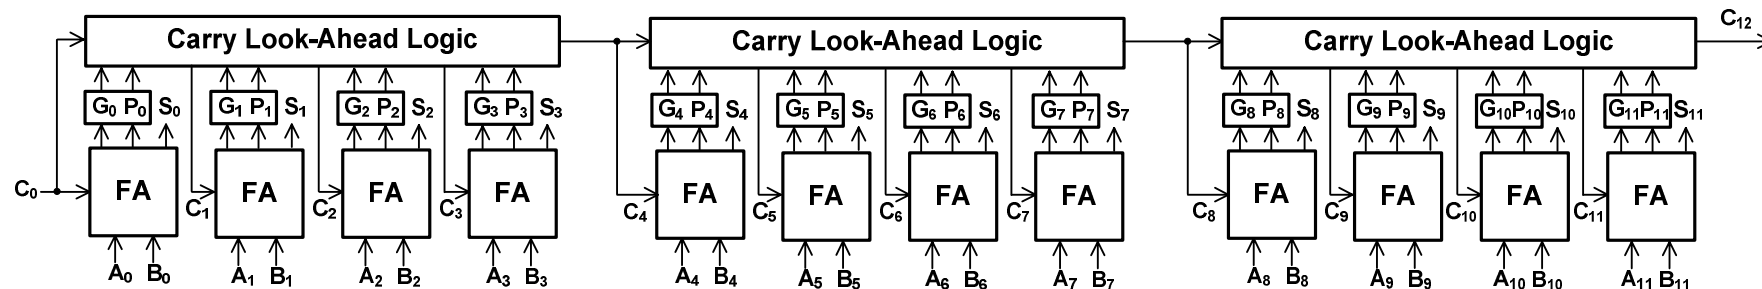 Carry Look-Ahead Logic Carry Look-Ahead Logic Carry Look-Ahead Logic C₁₂
G₀ P₀ S₀ G₁ P₁ S₁ G₂ P₂ S₂ G₃ P₃ S₃ G₄ P₄ S₄ G₅ P₅ S₅ G₆ P₆ S₆ G₇ P₇ S₇ G₈ P₈ S₈ G₉ P₉ S₉ G₁₀ P₁₀ S₁₀ G₁₁ P₁₁ S₁₁
C₀ FA C₁ FA C₂ FA C₃ FA C₄ FA C₅ FA C₆ FA C₇ FA C₈ FA C₉ FA C₁₀ FA C₁₁ FA
A₀ B₀ A₁ B₁ A₂ B₂ A₃ B₃ A₄ B₄ A₅ B₅ A₆ B₆ A₇ B₇ A₈ B₈ A₉ B₉ A₁₀ B₁₀ A₁₁ B₁₁